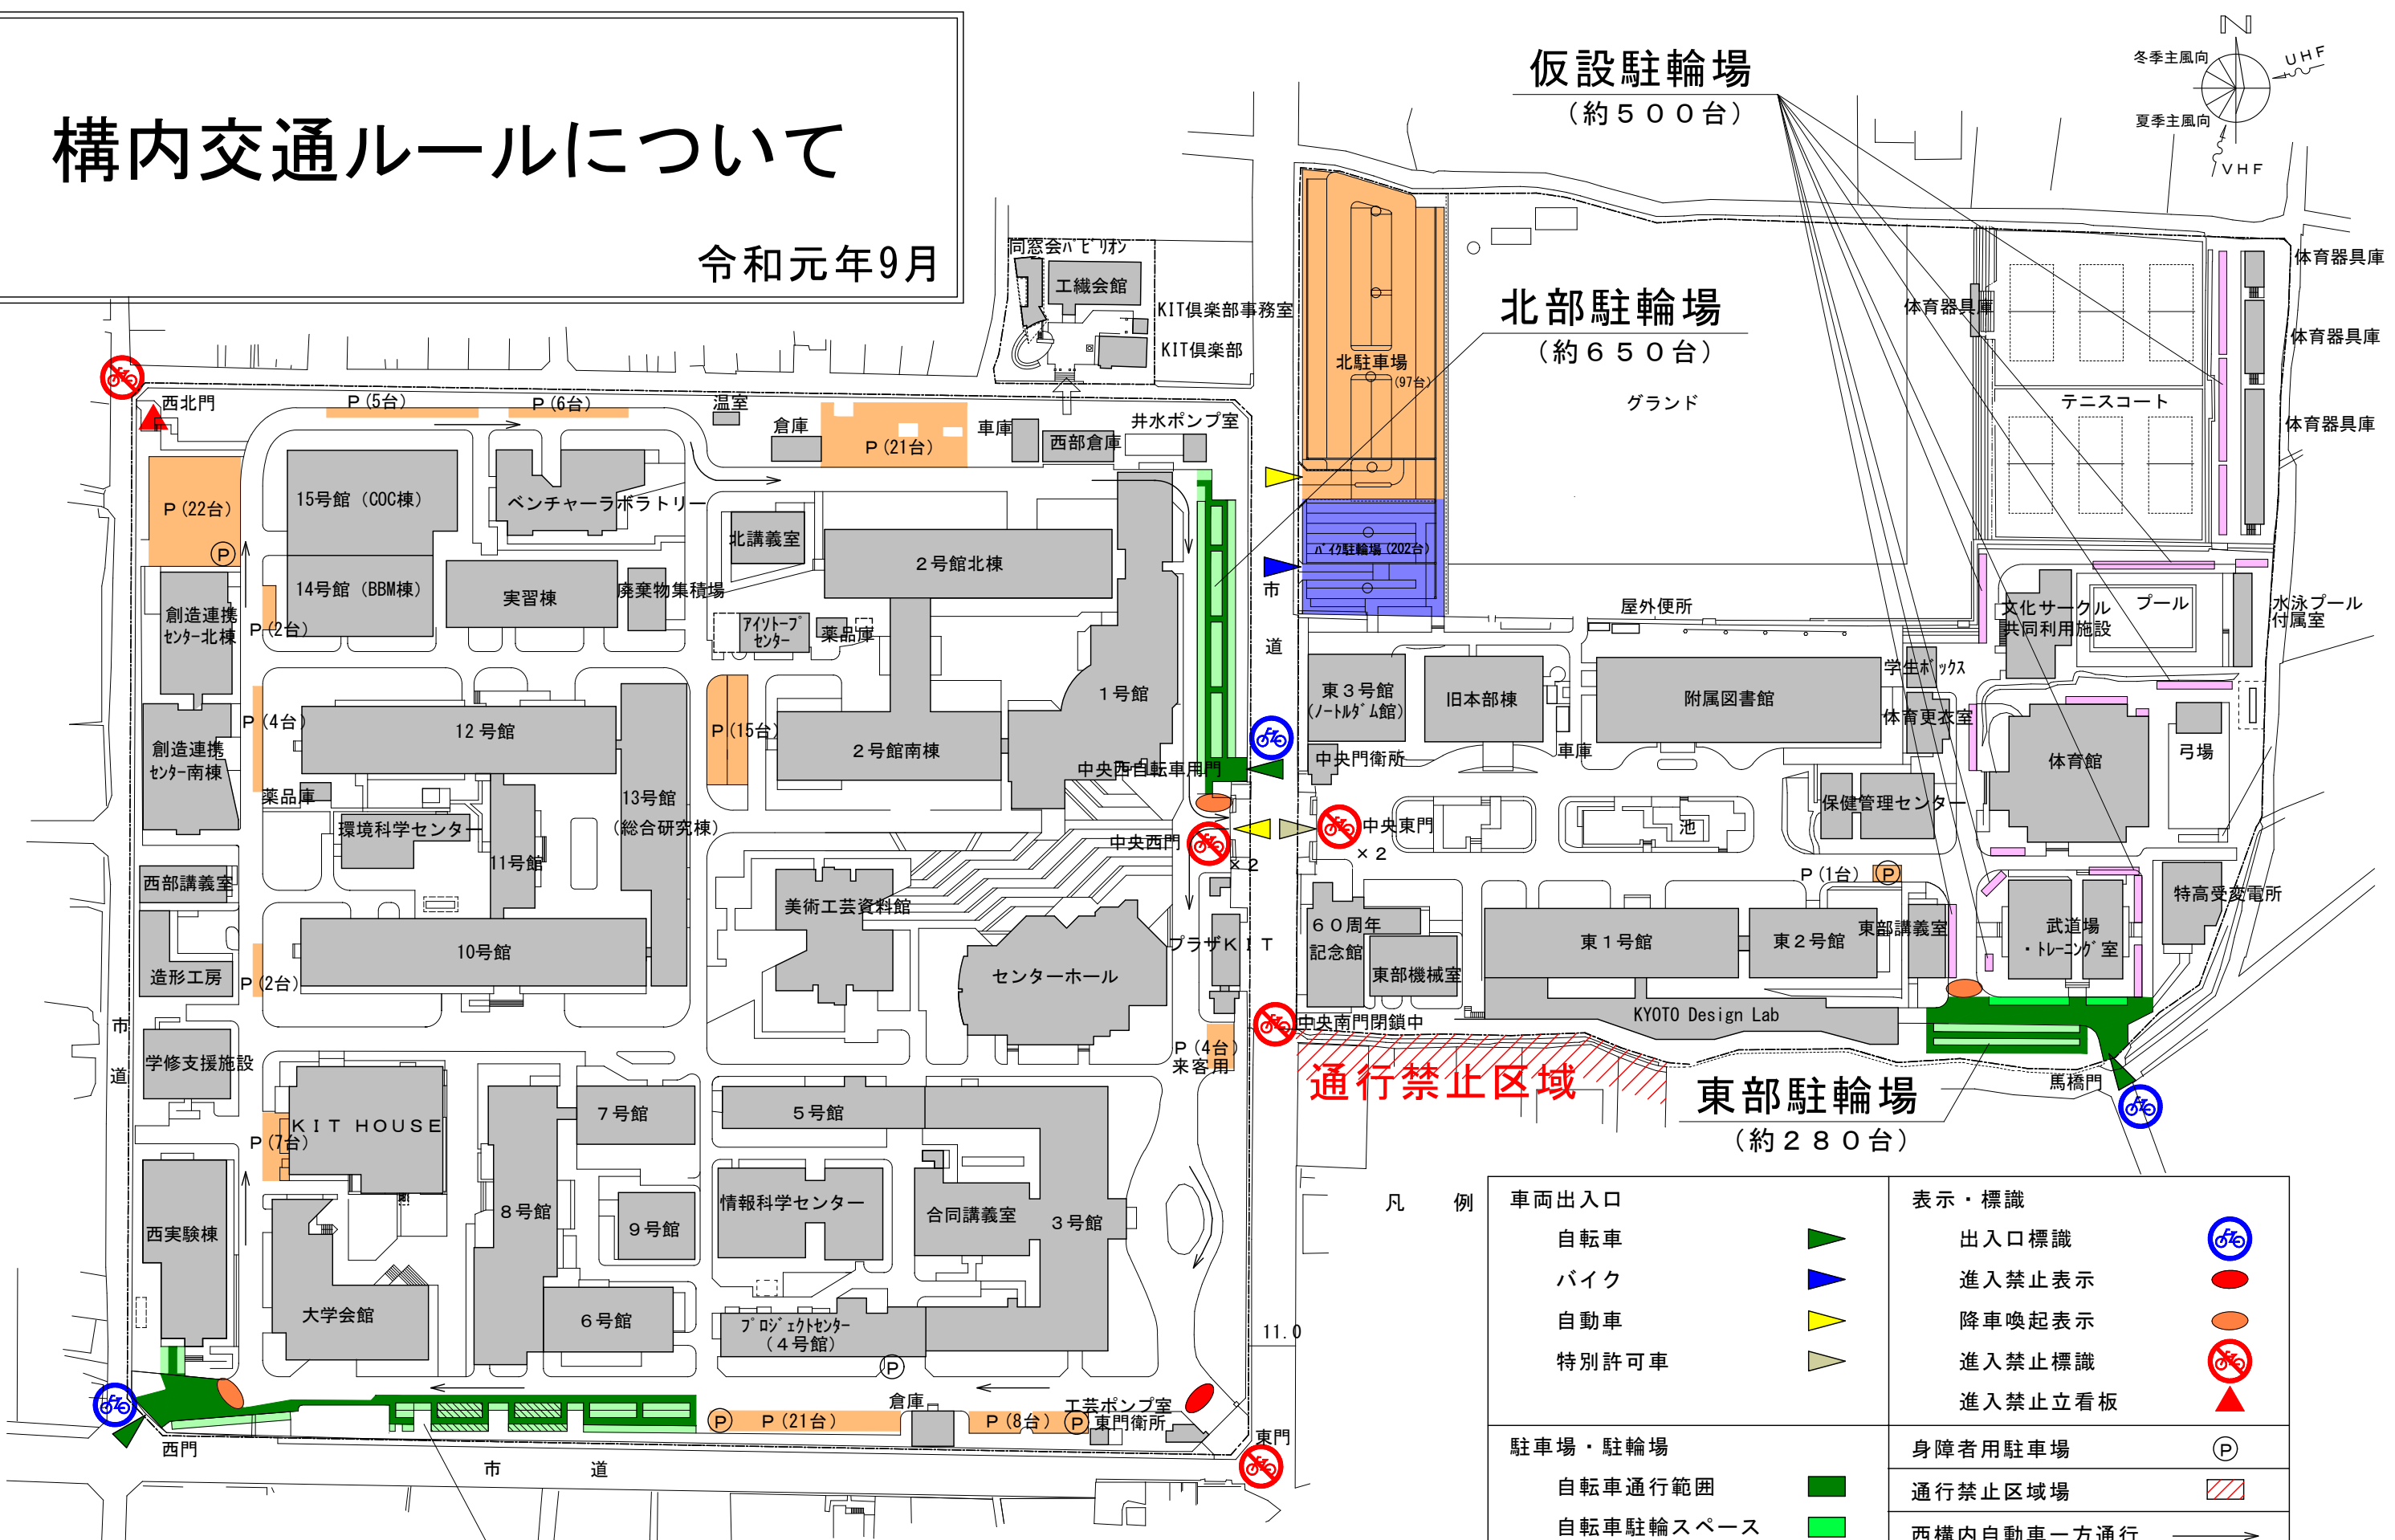 構内交通ルールについて
令和元年9月
仮設駐輪場
(約500台)
N
冬季主風向
UHF
夏季主風向
VHF
同窓会パビリオン
工繊会館
KIT倶楽部事務室
KIT倶楽部
北部駐輪場
(約650台)
北駐車場
(97台)
グランド
体育器具庫
体育器具庫
体育器具庫
体育器具庫
テニスコート
西北門
P(5台)
P(6台)
温室
倉庫
P(21台)
車庫
西部倉庫
井水ポンプ室
P(22台)
P
15号館(COC棟)
ベンチャーラボラトリー
北講義室
2号館北棟
バイク駐輪場(202台)
市
道
創造連携
センター北棟
P(2台)
14号館(BBM棟)
実習棟
廃棄物集積場
アイソトープ
センター
薬品庫
1号館
屋外便所
文化サークル
共同利用施設
プール
水泳プール
付属室
東3号館
(ノートルダム館)
旧本部棟
附属図書館
学生ボックス
体育更衣室
車庫
体育館
弓場
創造連携
センター南棟
P(4台)
12号館
薬品庫
13号館
(総合研究棟)
P(15台)
2号館南棟
中央西自転車用門
中央門衛所
環境科学センター
11号館
中央西門
×2
中央東門
×2
池
保健管理センター
西部講義室
美術工芸資料館
P(1台)
P
特高受変電所
10号館
造形工房
P(2台)
センターホール
プラザKIT
60周年
記念館
東部機械室
東1号館
東2号館
東部講義室
武道場
・トレーニング室
KYOTO Design Lab
市
道
学修支援施設
中央南門閉鎖中
P(4台)
来客用
通行禁止区域
東部駐輪場
(約280台)
馬橋門
KIT HOUSE
P(7台)
7号館
5号館
8号館
9号館
情報科学センター
合同講義室
3号館
西実験棟
大学会館
6号館
プロジェクトセンター
(4号館)
P
11.0
西門
P
P(21台)
倉庫
P(8台)
P
工芸ポンプ室
東門衛所
東門
市 道
凡 例
車両出入口
自転車
バイク
自動車
特別許可車
駐車場・駐輪場
自転車通行範囲
自転車駐輪スペース
表示・標識
出入口標識
進入禁止表示
降車喚起表示
進入禁止標識
進入禁止立看板
身障者用駐車場
P
通行禁止区域場
西構内自動車一方通行